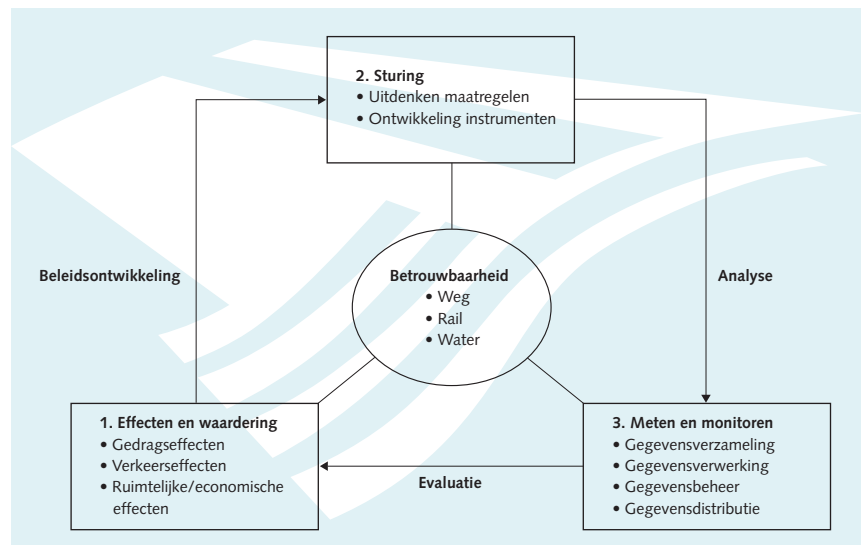 2. Sturing
• Uitdenken maatregelen
• Ontwikkeling instrumenten
Beleidsontwikkeling
Betrouwbaarheid
• Weg
• Rail
• Water
Analyse
1. Effecten en waardering
• Gedragseffecten
• Verkeerseffecten
• Ruimtelijke/economische
effecten
Evaluatie
3. Meten en monitoren
• Gegevensverzameling
• Gegevensverwerking
• Gegevensbeheer
• Gegevensdistributie